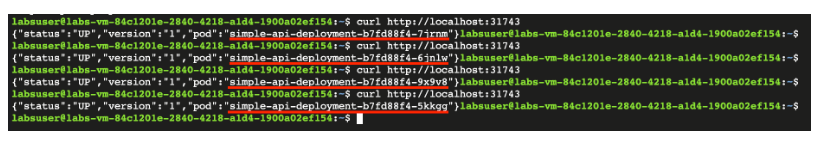 labsuser@labs-vm-84c1201e-2840-4218-a1d4-1900a02ef154:~$ curl http://localhost:31743
{"status":"UP","version":"1","pod":"simple-api-deployment-b7fd88f4-7jrnm"}labsuser@labs-vm-84c1201e-2840-4218-a1d4-1900a02ef154:~$
labsuser@labs-vm-84c1201e-2840-4218-a1d4-1900a02ef154:~$ curl http://localhost:31743
{"status":"UP","version":"1","pod":"simple-api-deployment-b7fd88f4-6jnlw"}labsuser@labs-vm-84c1201e-2840-4218-a1d4-1900a02ef154:~$
labsuser@labs-vm-84c1201e-2840-4218-a1d4-1900a02ef154:~$ curl http://localhost:31743
{"status":"UP","version":"1","pod":"simple-api-deployment-b7fd88f4-9x9v8"}labsuser@labs-vm-84c1201e-2840-4218-a1d4-1900a02ef154:~$
labsuser@labs-vm-84c1201e-2840-4218-a1d4-1900a02ef154:~$ curl http://localhost:31743
{"status":"UP","version":"1","pod":"simple-api-deployment-b7fd88f4-5kkgg"}labsuser@labs-vm-84c1201e-2840-4218-a1d4-1900a02ef154:~$
labsuser@labs-vm-84c1201e-2840-4218-a1d4-1900a02ef154:~$